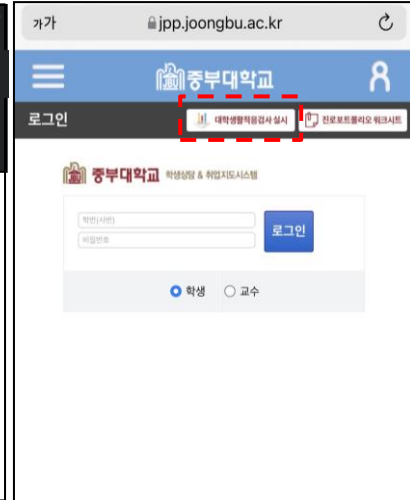 가가 jpp.joongbu.ac.kr
중부대학교
로그인 대학생활적응검사 실시 진로포트폴리오 워크시트
중부대학교 학생상담 & 취업지도시스템
학번(사번)
비밀번호
로그인
학생 교수